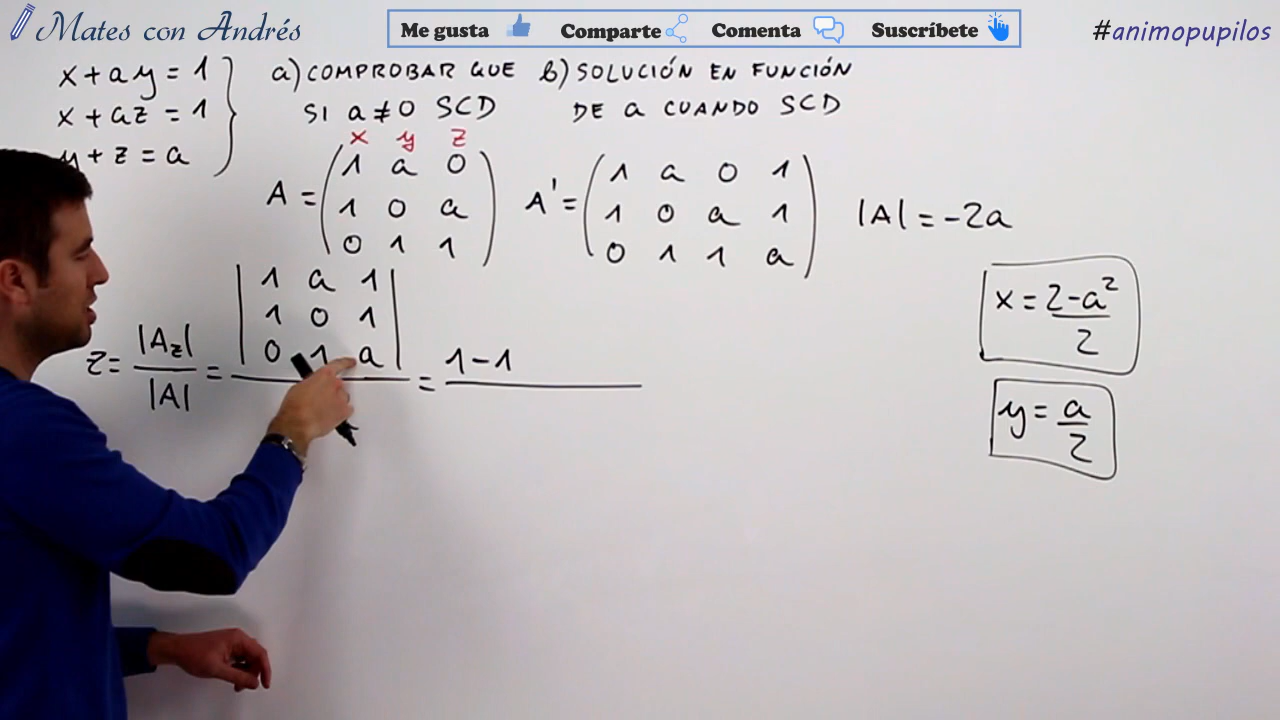 Mates con Andrés
Me gusta Comparte Comenta Suscríbete
#animopupilos
x + ay = 1
x + az = 1
y + z = a
a) COMPROBAR QUE
SI a ≠ 0 SCD
b) SOLUCIÓN EN FUNCIÓN
DE a CUANDO SCD
x y z
A = ( 1 a 0
1 0 a
0 1 1 )
A' = ( 1 a 0 1
1 0 a 1
0 1 1 a )
|A| = -2a
z = |Az| / |A| =
| 1 a 1
1 0 1
0 1 a |
= 1 - 1
x = 2-a² / 2
y = a / 2